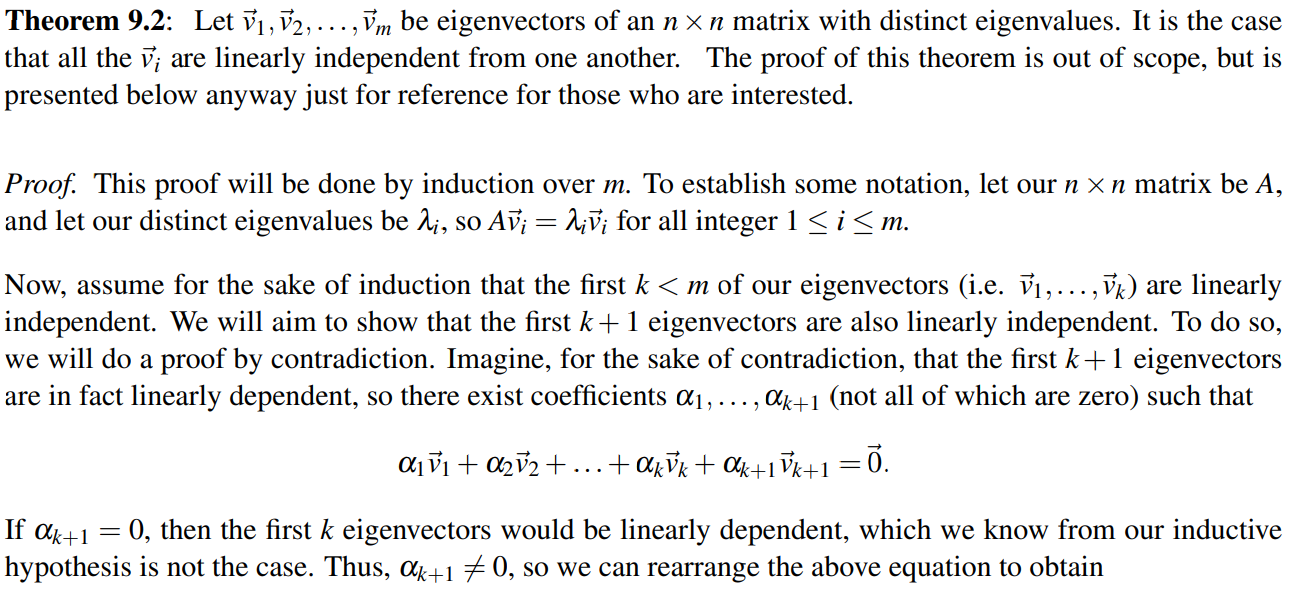 Theorem 9.2: Let $\vec{v}_1, \vec{v}_2, \ldots, \vec{v}_m$ be eigenvectors of an $n \times n$ matrix with distinct eigenvalues. It is the case
that all the $\vec{v}_i$ are linearly independent from one another. The proof of this theorem is out of scope, but is
presented below anyway just for reference for those who are interested.
Proof. This proof will be done by induction over $m$. To establish some notation, let our $n \times n$ matrix be $A$,
and let our distinct eigenvalues be $\lambda_i$, so $A\vec{v}_i = \lambda_i\vec{v}_i$ for all integer $1 \leq i \leq m$.
Now, assume for the sake of induction that the first $k < m$ of our eigenvectors (i.e. $\vec{v}_1, \ldots, \vec{v}_k$) are linearly
independent. We will aim to show that the first $k+1$ eigenvectors are also linearly independent. To do so,
we will do a proof by contradiction. Imagine, for the sake of contradiction, that the first $k+1$ eigenvectors
are in fact linearly dependent, so there exist coefficients $\alpha_1, \ldots, \alpha_{k+1}$ (not all of which are zero) such that
$\alpha_1\vec{v}_1 + \alpha_2\vec{v}_2 + \ldots + \alpha_k\vec{v}_k + \alpha_{k+1}\vec{v}_{k+1} = \vec{0}.$
If $\alpha_{k+1} = 0$, then the first $k$ eigenvectors would be linearly dependent, which we know from our inductive
hypothesis is not the case. Thus, $\alpha_{k+1} \neq 0$, so we can rearrange the above equation to obtain